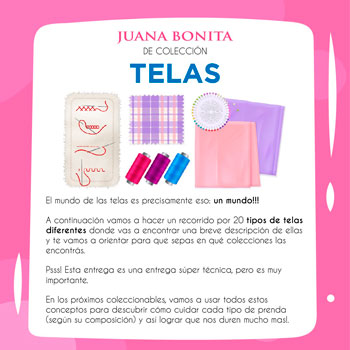 JUANA BONITA
DE COLECCIÓN
TELAS
El mundo de las telas es precisamente eso: un mundo!!!
A continuación vamos a hacer un recorrido por 20 tipos de telas
diferentes donde vas a encontrar una breve descripción de ellas
y te vamos a orientar para que sepas en qué colecciones las
encontrás.
Psss! Esta entrega es una entrega súper técnica, pero es muy
importante.
En los próximos coleccionables, vamos a usar todos estos
conceptos para descubrir cómo cuidar cada tipo de prenda
(según su composición) y así lograr que nos duren mucho mas!.